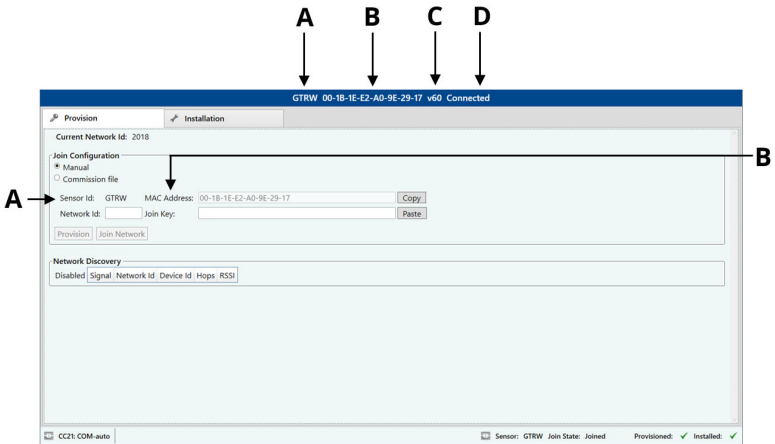 A B C D
GTRW 00-1B-1E-E2-A0-9E-29-17 v60 Connected
Provision Installation
Current Network Id: 2018
Join Configuration
Manual
B
Commission file
A
Sensor Id: GTRW MAC Address: 00-1B-1E-E2-A0-9E-29-17 Copy
Network Id: Join Key: Paste
Provision Join Network
Network Discovery
Disabled Signal Network Id Device Id Hops RSSI
CC21: COM-auto Sensor: GTRW Join State: Joined Provisioned: ✓ Installed: ✓